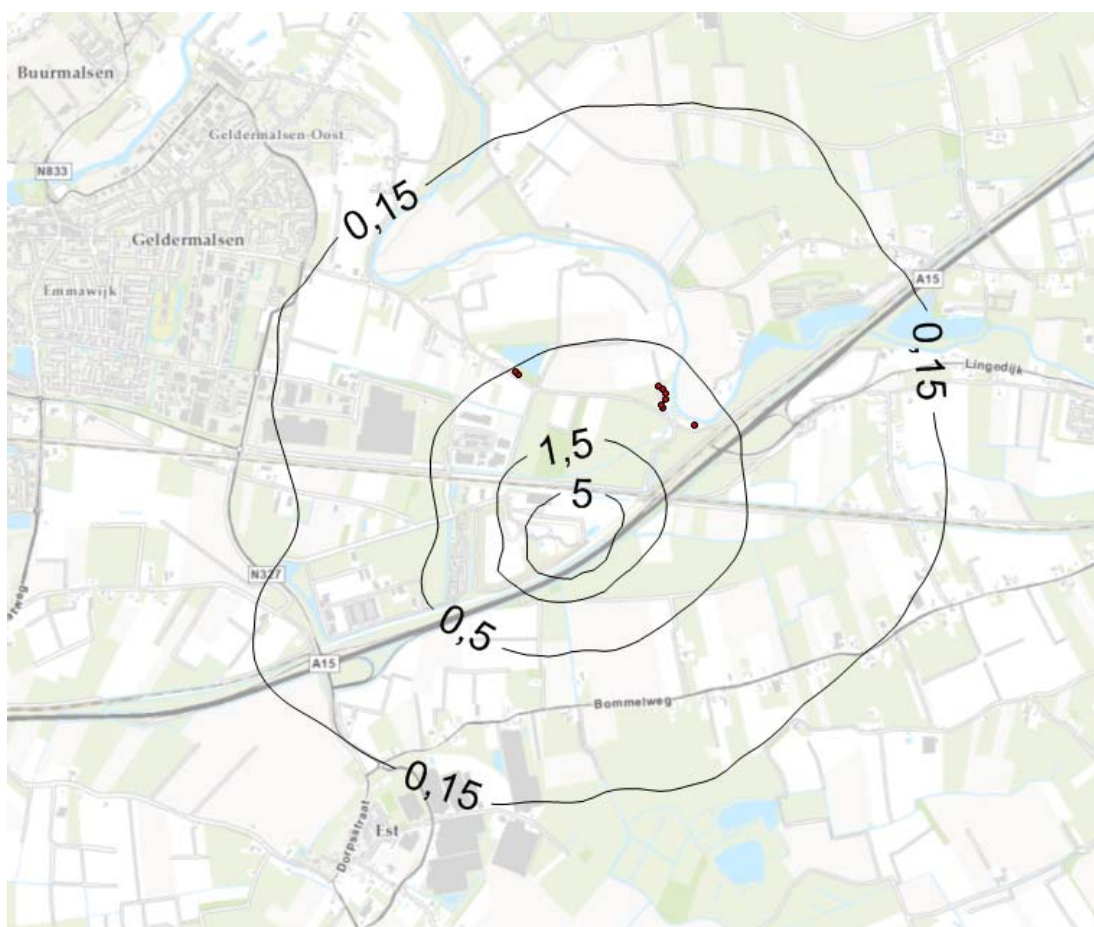 Buurmalsen
Geldermalsen-Oost
N833
0,15
Geldermalsen
A15
Emmawijk
0,15
Lingedijk
1,5
5
N327
0,5
A15
Bommelweg
0,15
Est
Dorpsstraat